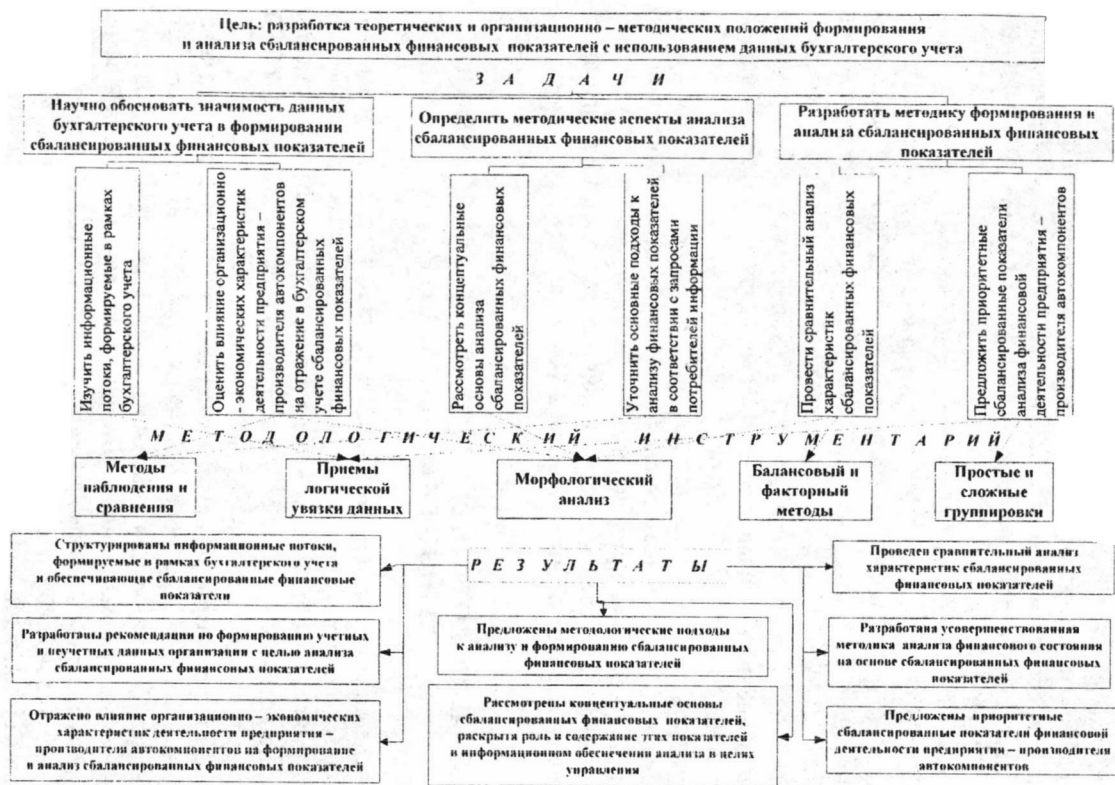 Цель: разработка теоретических и организационно – методических положений формирования
и анализа сбалансированных финансовых показателей с использованием данных бухгалтерского учета
З А Д А Ч И
Научно обосновать значимость данных
бухгалтерского учета в формировании
сбалансированных финансовых показателей
Определить методические аспекты анализа
сбалансированных финансовых показателей
Разработать методику формирования и
анализа сбалансированных финансовых
показателей
Изучить информационные
потоки, формируемые в рамках
бухгалтерского учета
Оценить влияние организационно
- экономических характеристик
деятельности предприятия –
производителя автокомпонентов
на отражение в бухгалтерском
учете сбалансированных
финансовых показателей
Рассмотреть концептуальные
основы анализа
сбалансированных финансовых
показателей
Уточнить основные подходы к
анализу финансовых показателей
в соответствии с запросами
потребителей информации
Провести сравнительный анализ
характеристик
сбалансированных финансовых
показателей
Предложить приоритетные
сбалансированные показатели
анализа финансовой
деятельности предприятия –
производителя автокомпонентов
М Е Т О Д О Л О Г И Ч Е С К И Й И Н С Т Р У М Е Н Т А Р И Й
Методы
наблюдения и
сравнения
Приемы
логической
увязки данных
Морфологический
анализ
Балансовый и
факторный
методы
Простые и
сложные
группировки
Р Е З У Л Ь Т А Т Ы
Структурированы информационные потоки,
формируемые в рамках бухгалтерского учета
и обеспечивающие сбалансированные финансовые
показатели
Разработаны рекомендации по формированию учетных
и неучетных данных организации с целью анализа
сбалансированных финансовых показателей
Отражено влияние организационно – экономических
характеристик деятельности предприятия –
производителя автокомпонентов на формирование
и анализ сбалансированных финансовых показателей
Предложены методологические подходы
к анализу и формированию сбалансированных
финансовых показателей
Рассмотрены концетуальные основы
сбалансированных финансовых показателей,
раскрыта роль и содержание этих показателей
в информационном обеспечении анализа в целях
управления
Проведен сравнительный анализ
характеристик сбалансированных
финансовых показателей
Разработана усовершенствованная
методика анализа финансового состояния
на основе сбалансированных финансовых
показателей
Предложены приоритетные
сбалансированные показатели финансовой
деятельности предприятия – производителя
автокомпонентов